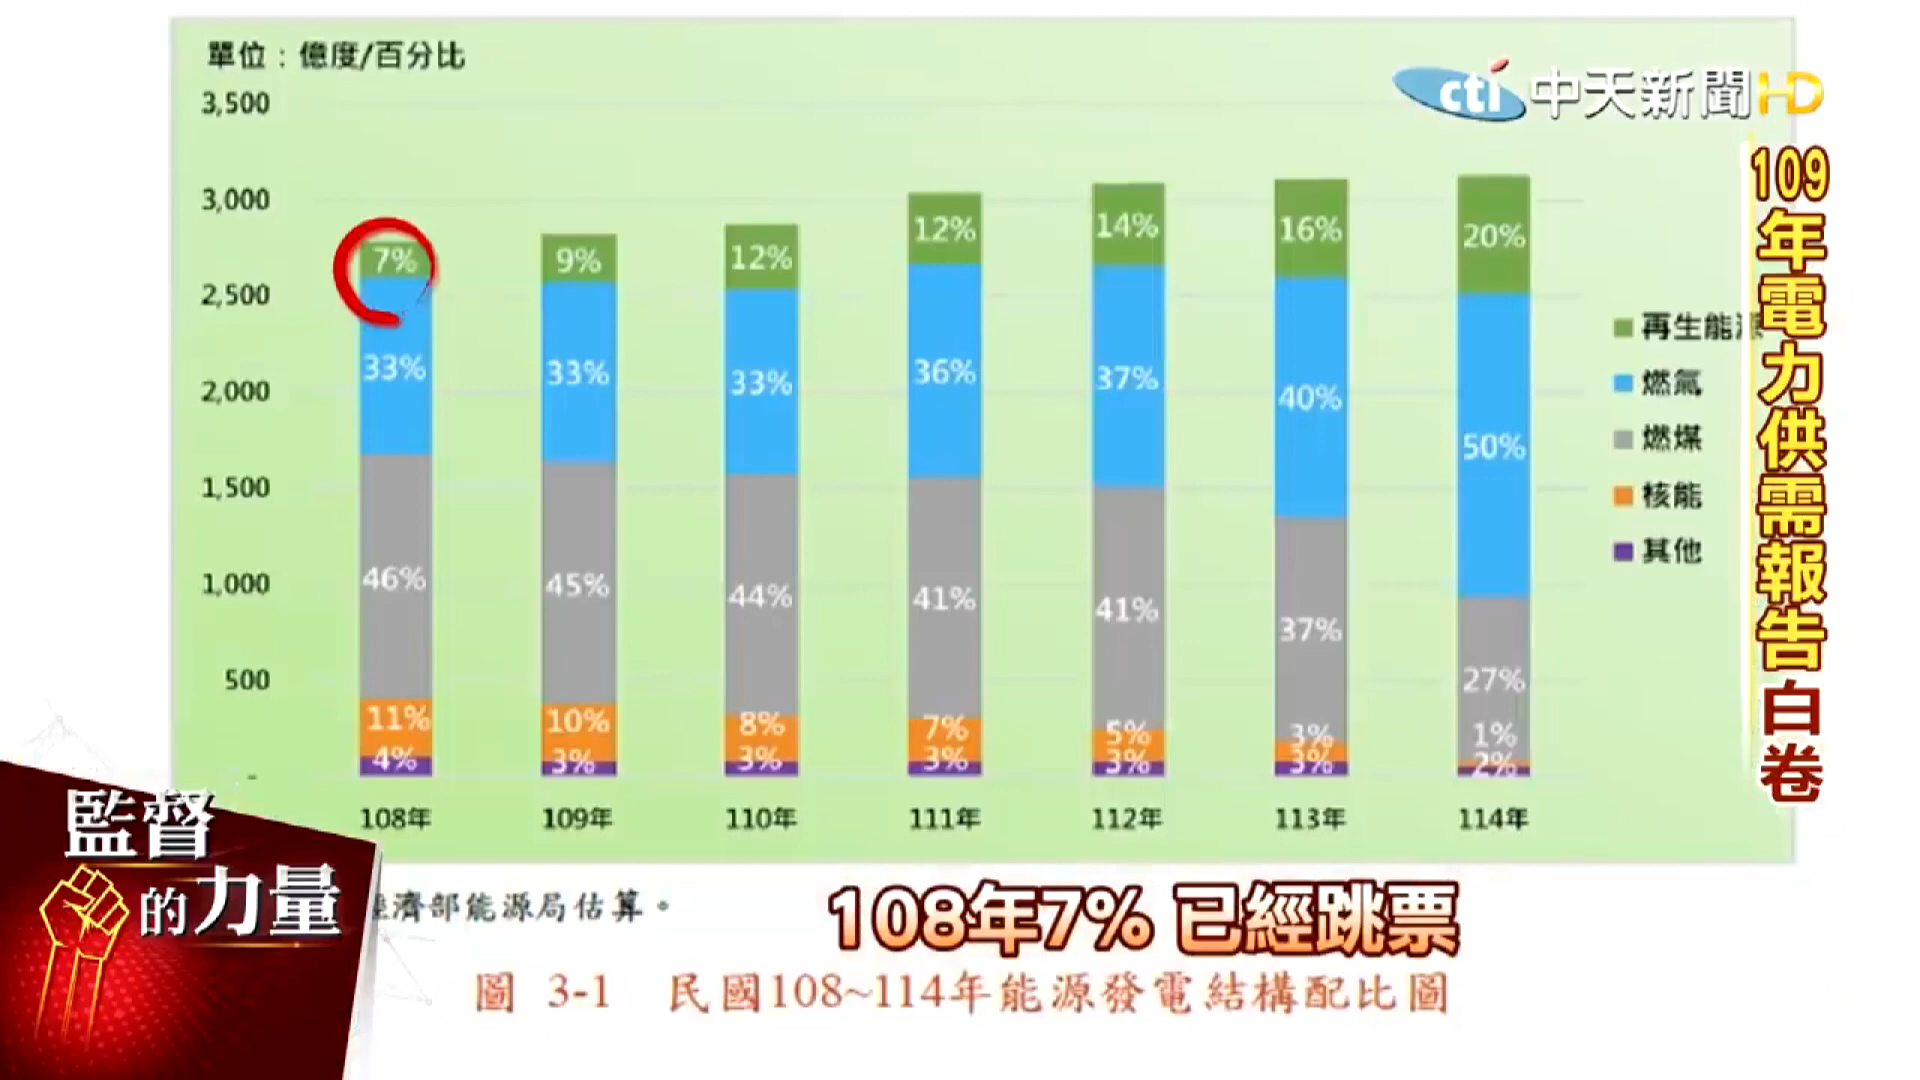 單位：億度/百分比
3,500
3,000
2,500
2,000
1,500
1,000
500
-
7% 9% 12% 12% 14% 16% 20%
33% 33% 33% 36% 37% 40% 50%
46% 45% 44% 41% 41% 37% 27%
11% 10% 8% 7% 5% 3% 1%
4% 3% 3% 3% 3% 3% 2%
108年 109年 110年 111年 112年 113年 114年
再生能
燃氣
燃煤
核能
其他
cti 中天新聞HD
109年電力供需報告白卷
監督
的力量
濟部能源局估算。
108年7% 已經跳票
圖 3-1 民國108~114年能源發電結構配比圖